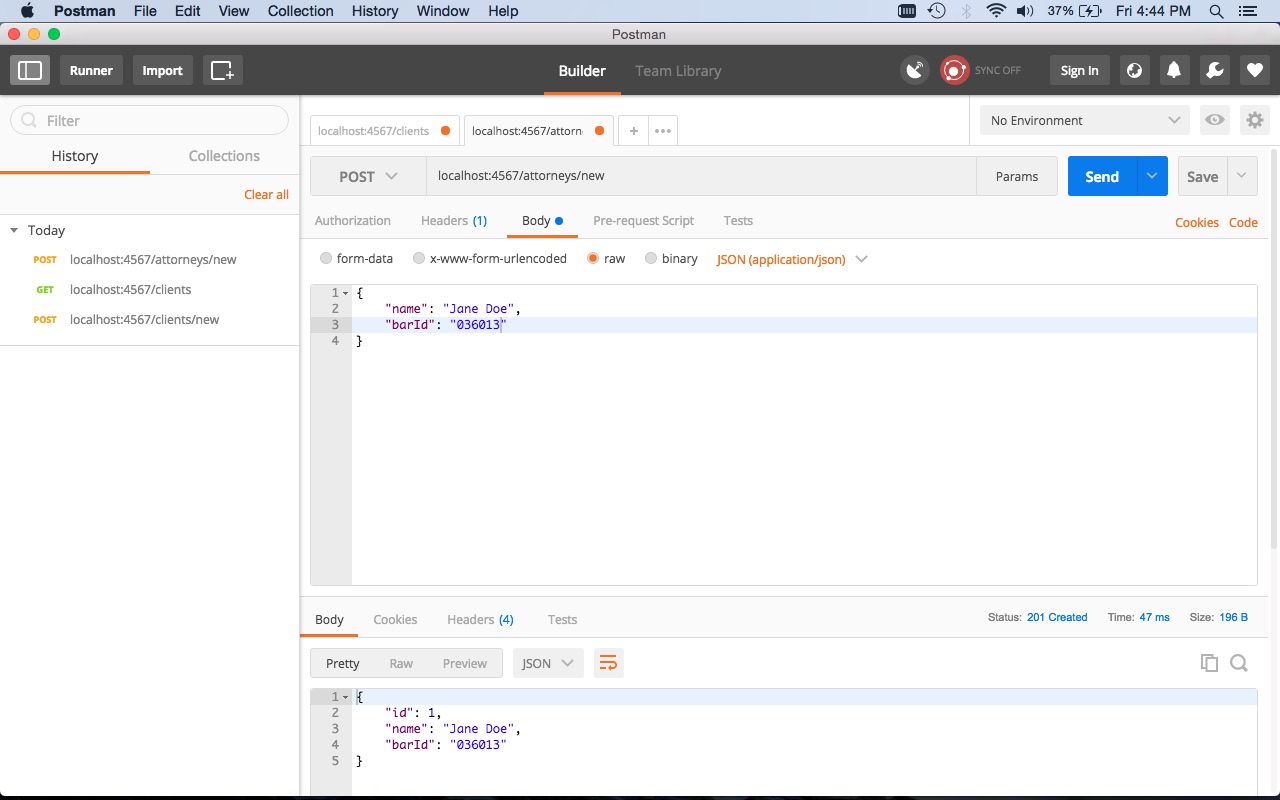 Postman File Edit View Collection History Window Help 37% Fri 4:44 PM
Postman
Runner Import Builder Team Library SYNC OFF Sign In
Filter
History Collections
Clear all
Today
POST localhost:4567/attorneys/new
GET localhost:4567/clients
POST localhost:4567/clients/new
localhost:4567/clients localhost:4567/attorn + ••• No Environment
POST localhost:4567/attorneys/new Params Send Save
Authorization Headers (1) Body Pre-request Script Tests Cookies Code
form-data x-www-form-urlencoded raw binary JSON (application/json)
1 {
2 "name": "Jane Doe",
3 "barId": "036013"
4 }
Body Cookies Headers (4) Tests Status: 201 Created Time: 47 ms Size: 196 B
Pretty Raw Preview JSON
1 {
2 "id": 1,
3 "name": "Jane Doe",
4 "barId": "036013"
5 }